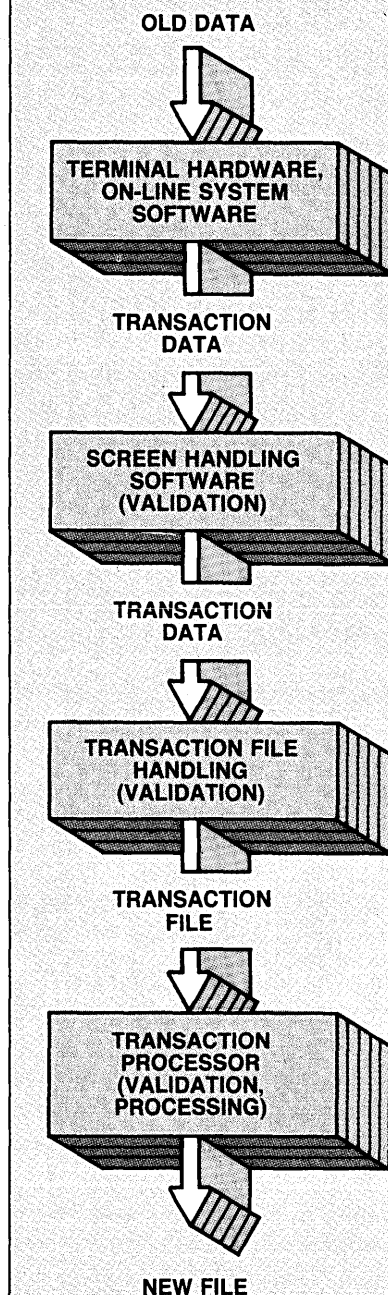 OLD DATA
TERMINAL HARDWARE,
ON-LINE SYSTEM
SOFTWARE
TRANSACTION
DATA
SCREEN HANDLING
SOFTWARE
(VALIDATION)
TRANSACTION
DATA
TRANSACTION FILE
HANDLING
(VALIDATION)
TRANSACTION
FILE
TRANSACTION
PROCESSOR
(VALIDATION,
PROCESSING)
NEW FILE